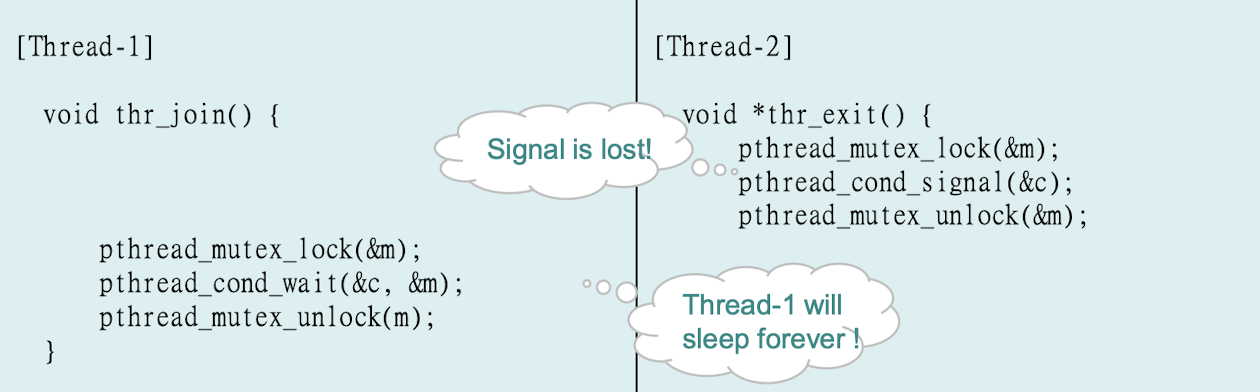 [Thread-1]
void thr_join() {
pthread_mutex_lock(&m);
pthread_cond_wait(&c, &m);
pthread_mutex_unlock(m);
}
[Thread-2]
void *thr_exit() {
pthread_mutex_lock(&m);
pthread_cond_signal(&c);
pthread_mutex_unlock(&m);
Signal is lost!
Thread-1 will
sleep forever !